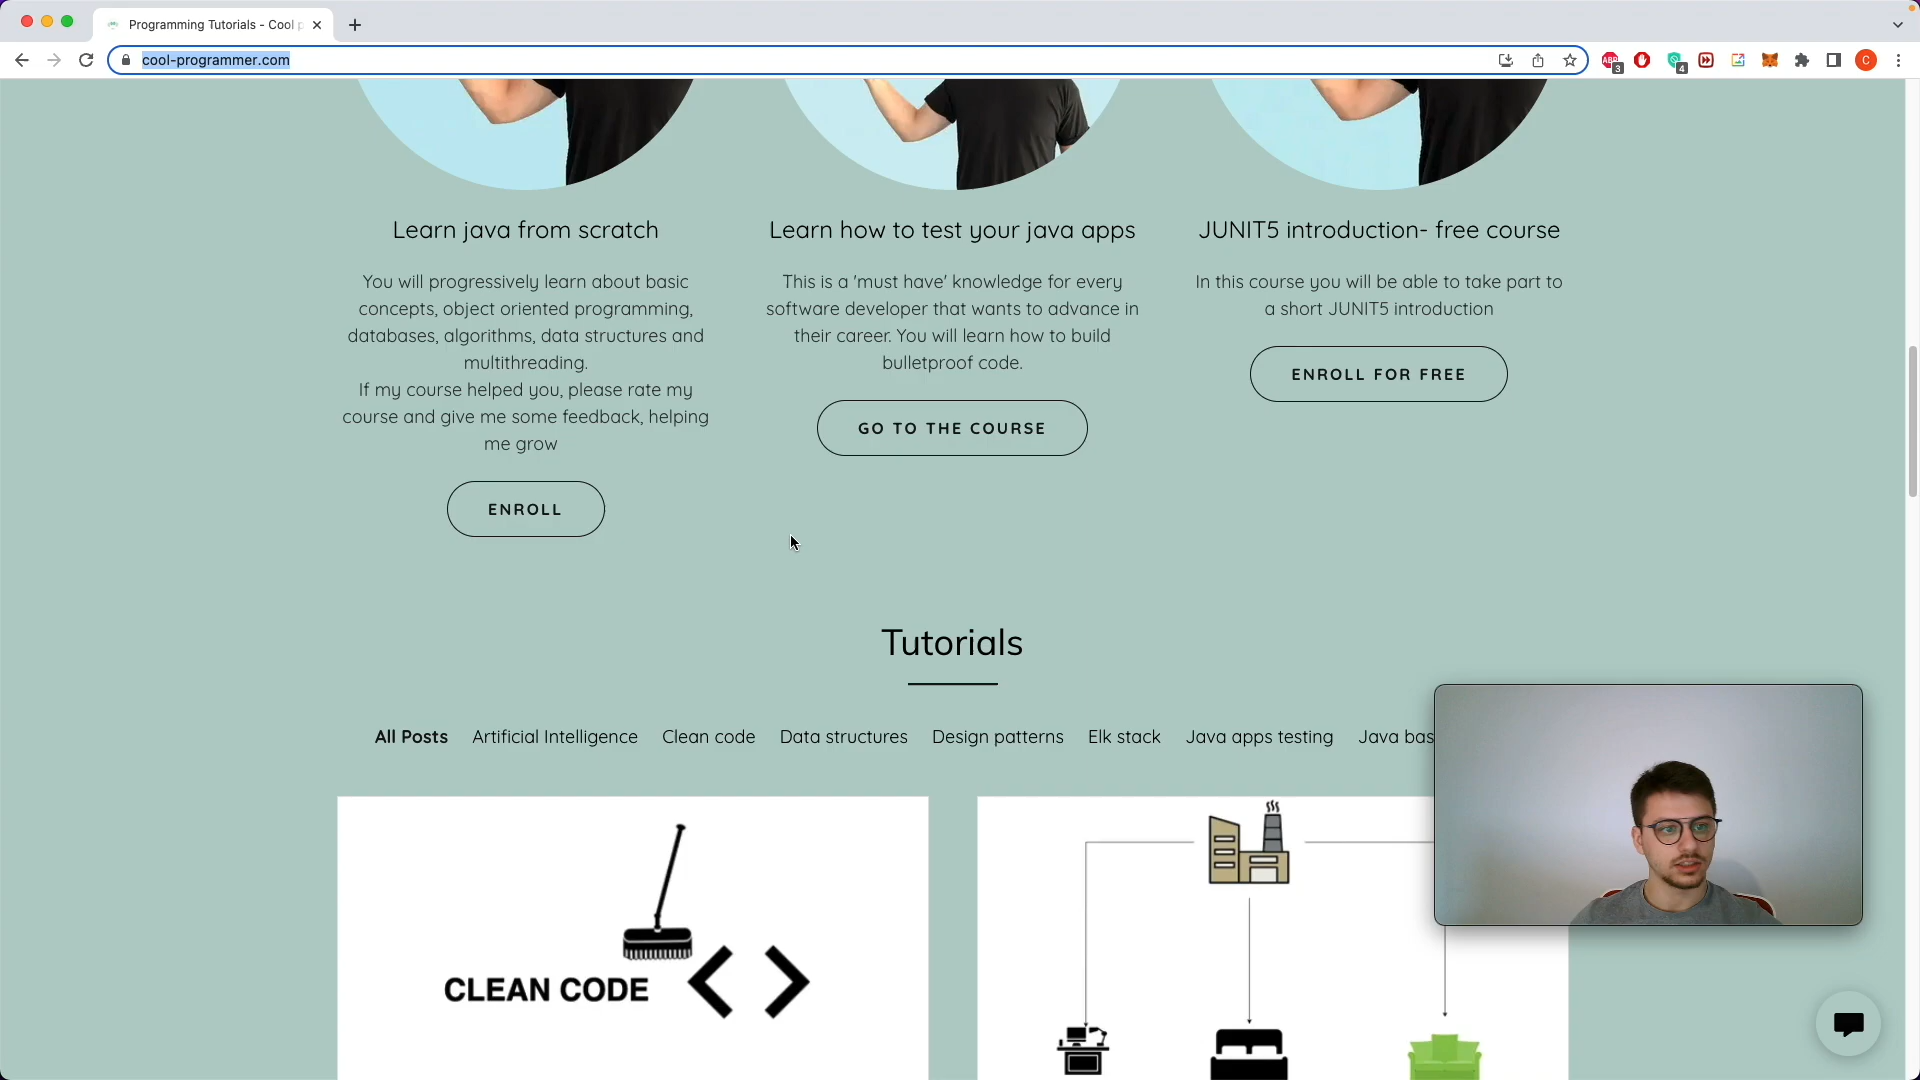 Programming Tutorials - Cool p
cool-programmer.com
3
4
C
Learn java from scratch
You will progressively learn about basic
concepts, object oriented programming,
databases, algorithms, data structures and
multithreading.
If my course helped you, please rate my
course and give me some feedback, helping
me grow
ENROLL
Learn how to test your java apps
This is a 'must have' knowledge for every
software developer that wants to advance in
their career. You will learn how to build
bulletproof code.
GO TO THE COURSE
JUNIT5 introduction- free course
In this course you will be able to take part to
a short JUNIT5 introduction
ENROLL FOR FREE
Tutorials
All Posts Artificial Intelligence Clean code Data structures Design patterns Elk stack Java apps testing Java bas
CLEAN CODE < >